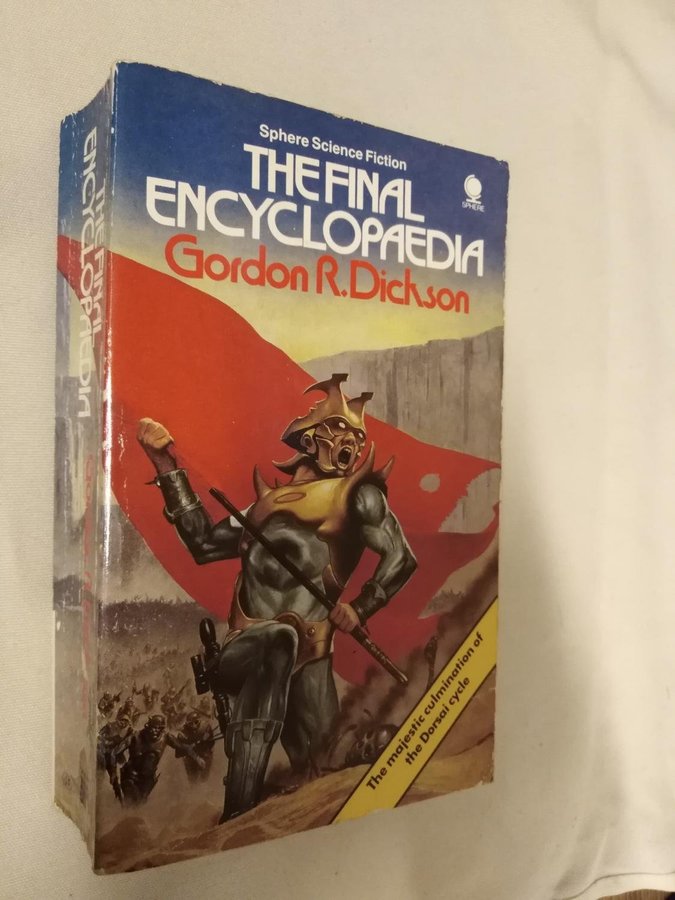 Sphere Science Fiction
THE FINAL
ENCYCLOPAEDIA
Gordon R. Dickson
SPHERE
The majestic culmination of
the Dorsai cycle
THE FINAL
ENCYCLOPAEDIA